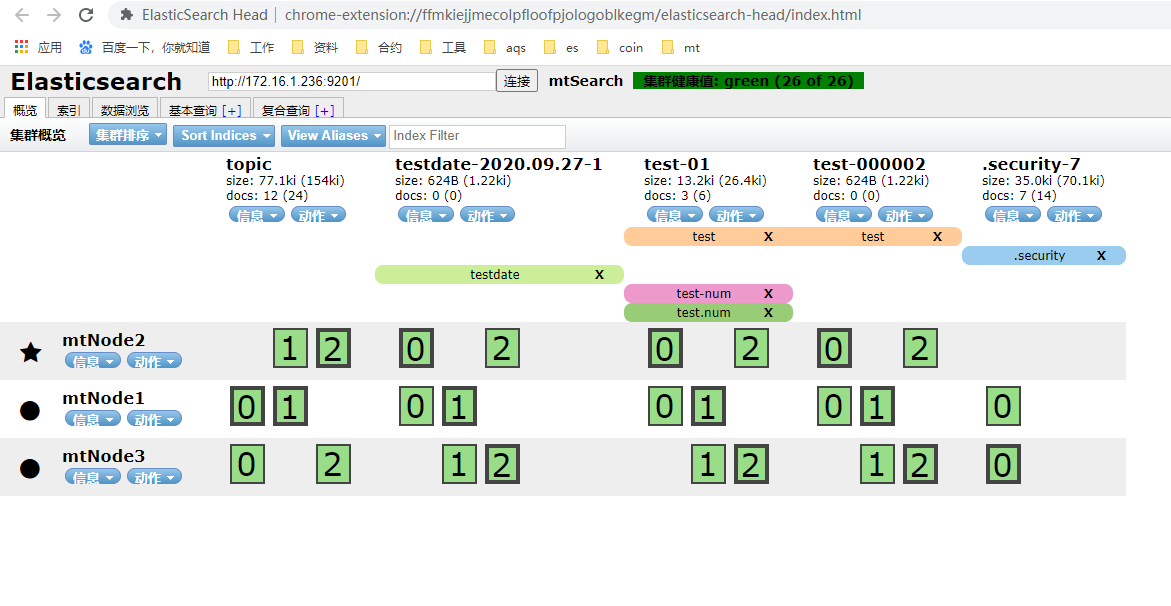 ElasticSearch Head | chrome-extension://ffmkiejjmecolpfloofpjologoblkegm/elasticsearch-head/index.html
应用 百度一下，你就知道 工作 资料 合约 工具 aqs es coin mt
Elasticsearch http://172.16.1.236:9201/ 连接 mtSearch 集群健康值: green (26 of 26)
概览 索引 数据浏览 基本查询 [+] 复合查询 [+]
集群概览 集群排序 Sort Indices View Aliases Index Filter
topic testdate-2020.09.27-1 test-01 test-000002 .security-7
size: 77.1ki (154ki) size: 624B (1.22ki) size: 13.2ki (26.4ki) size: 624B (1.22ki) size: 35.0ki (70.1ki)
docs: 12 (24) docs: 0 (0) docs: 3 (6) docs: 0 (0) docs: 7 (14)
信息 动作 信息 动作 信息 动作 信息 动作 信息 动作
test X test X
.security X
testdate X
test-num X
test.num X
mtNode2 1 2 0 2 0 2 0 2
信息 动作
mtNode1 0 1 0 1 0 1 0 1 0
信息 动作
mtNode3 0 2 1 2 1 2 1 2 0
信息 动作